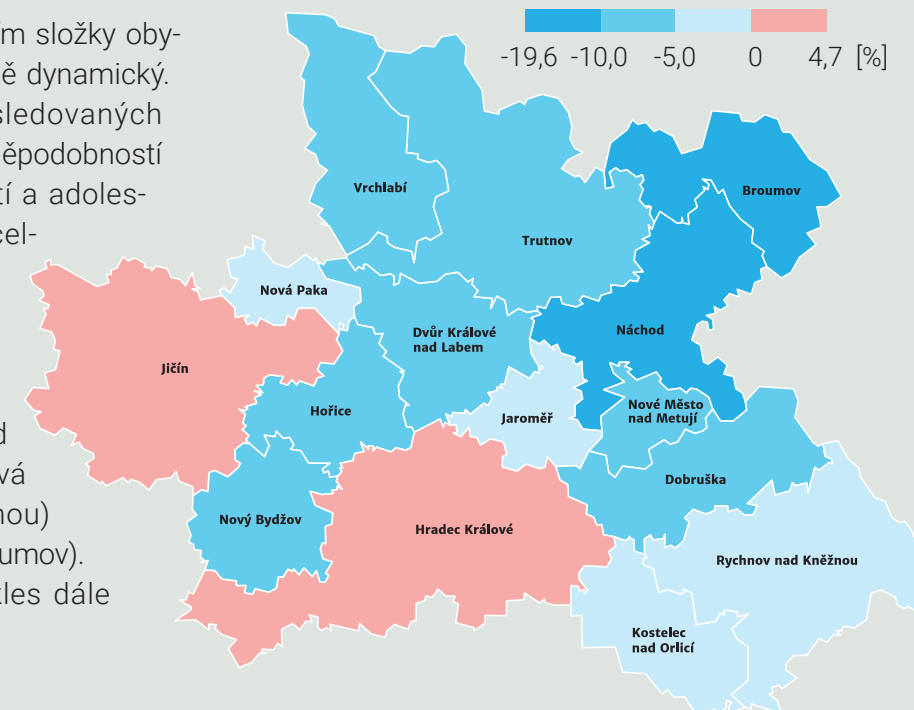 ím složky oby-
ě dynamický.
sledovaných
ěpodobností
tí a adoles-
cel-
d
vá
nou)
umov).
kles dále
-19,6 -10,0 -5,0 0 4,7 [%]
Vrchlabí
Broumov
Trutnov
Nová Paka
Náchod
Dvůr Králové
nad Labem
Jičín
Hořice
Jaroměř
Nové Město
nad Metují
Dobruška
Nový Bydžov
Hradec Králové
Rychnov nad Kněžnou
Kostelec
nad Orlicí